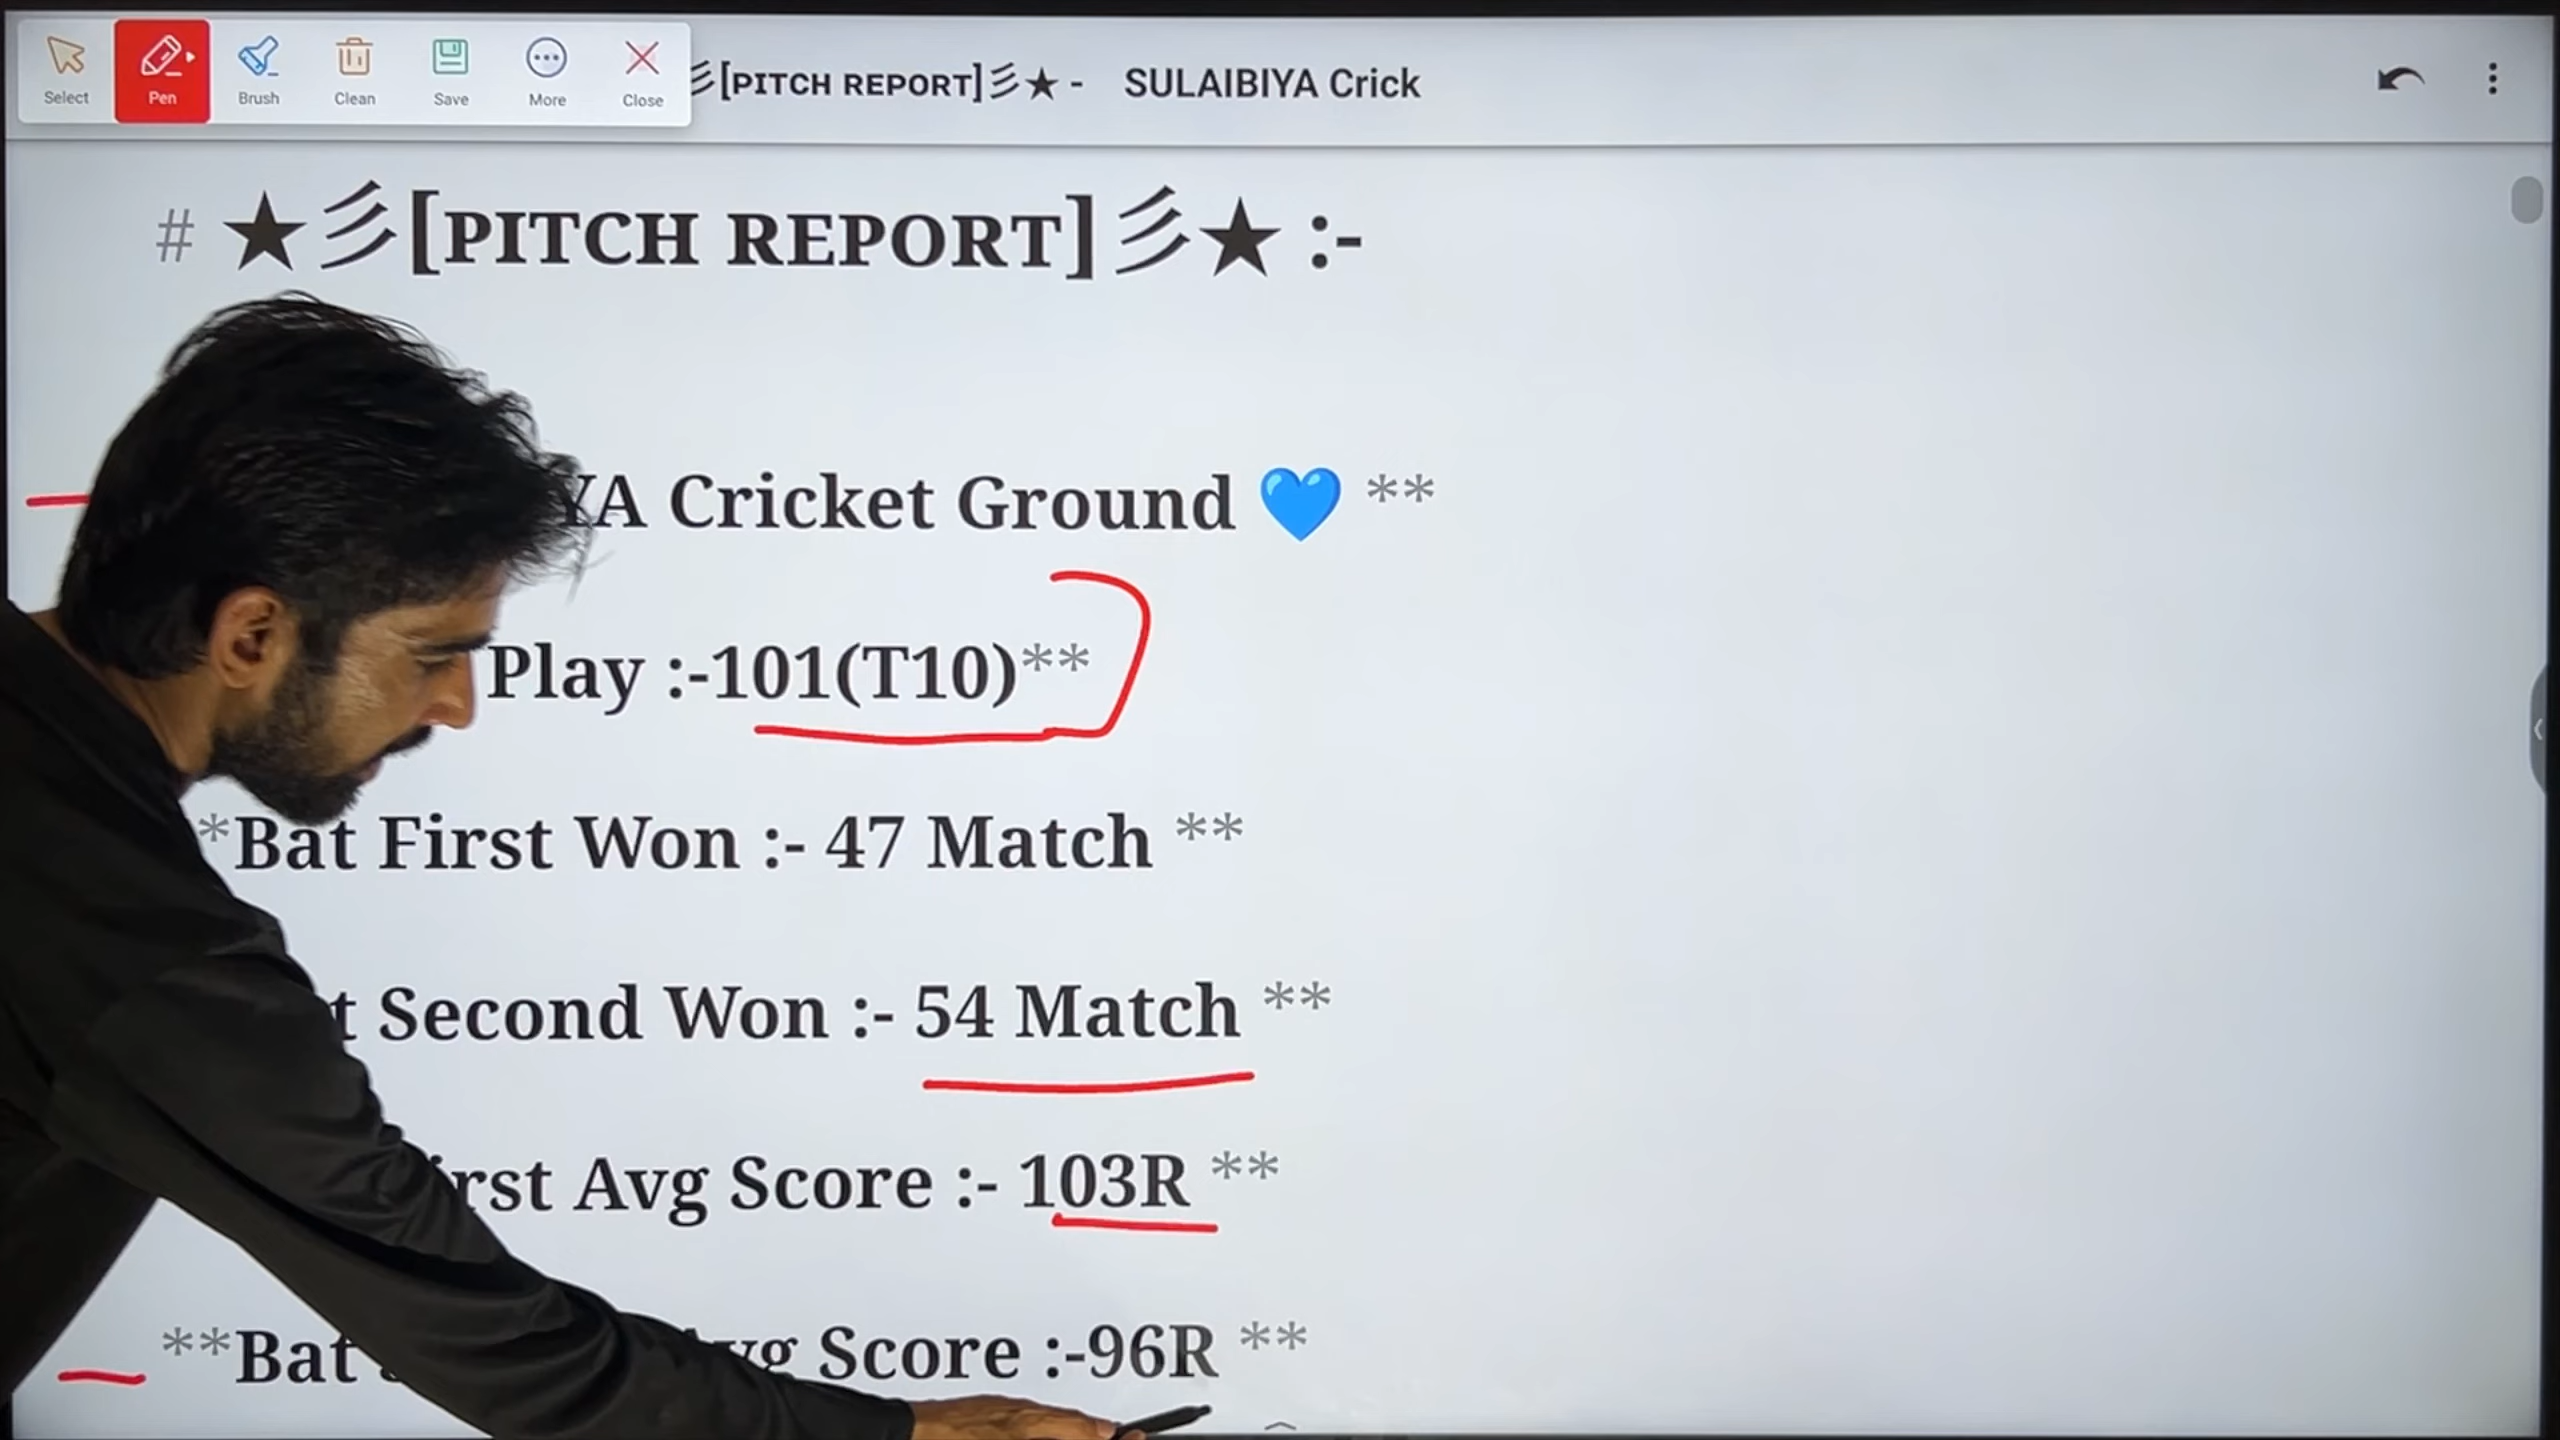 Select Pen Brush Clean Save More Close
彡[PITCH REPORT]彡★ - SULAIBIYA Crick
# ★彡[PITCH REPORT]彡★ :-
YA Cricket Ground 💙 **
Play :-101(T10)**
*Bat First Won :- 47 Match **
t Second Won :- 54 Match **
rst Avg Score :- 103R **
**Bat Avg Score :-96R **